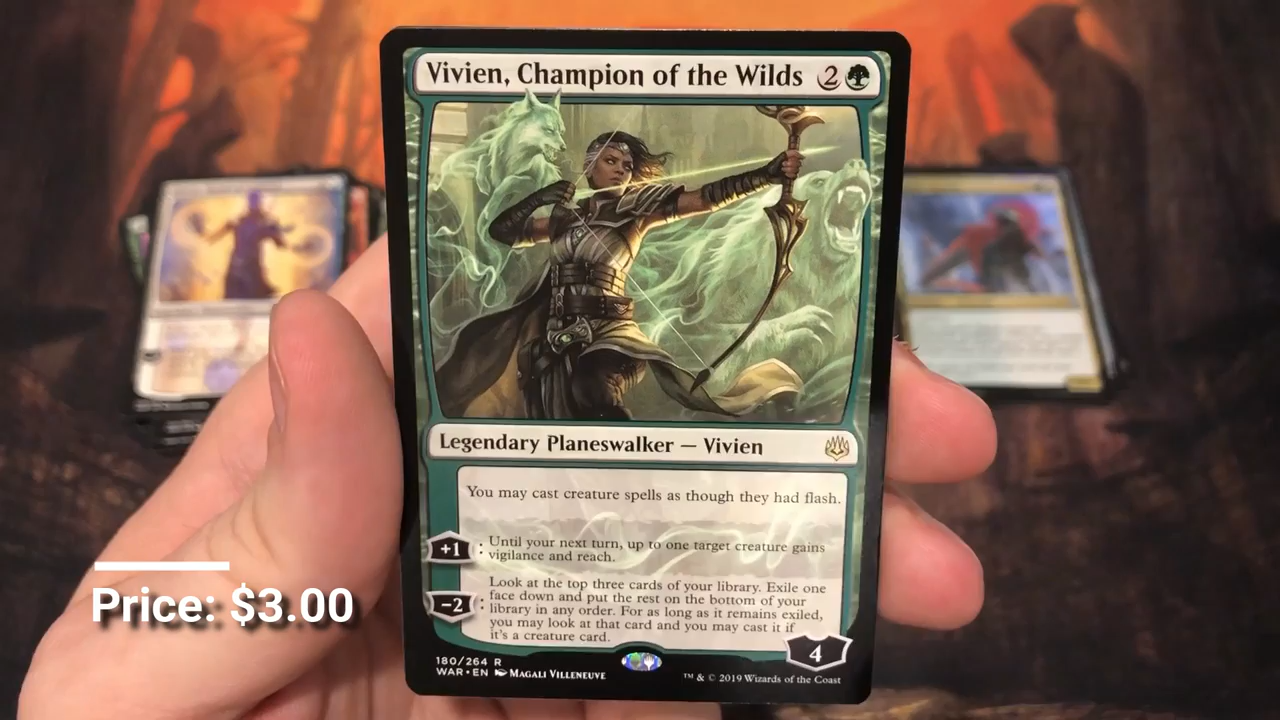 Vivien, Champion of the Wilds 2
Legendary Planeswalker — Vivien
You may cast creature spells as though they had flash.
+1: Until your next turn, up to one target creature gains
vigilance and reach.
−2: Look at the top three cards of your library. Exile one
face down and put the rest on the bottom of your
library in any order. For as long as it remains exiled,
you may look at that card and you may cast it if
it's a creature card.
4
180/264 R
WAR • EN Magali Villeneuve
™ & © 2019 Wizards of the Coast
Price: $3.00